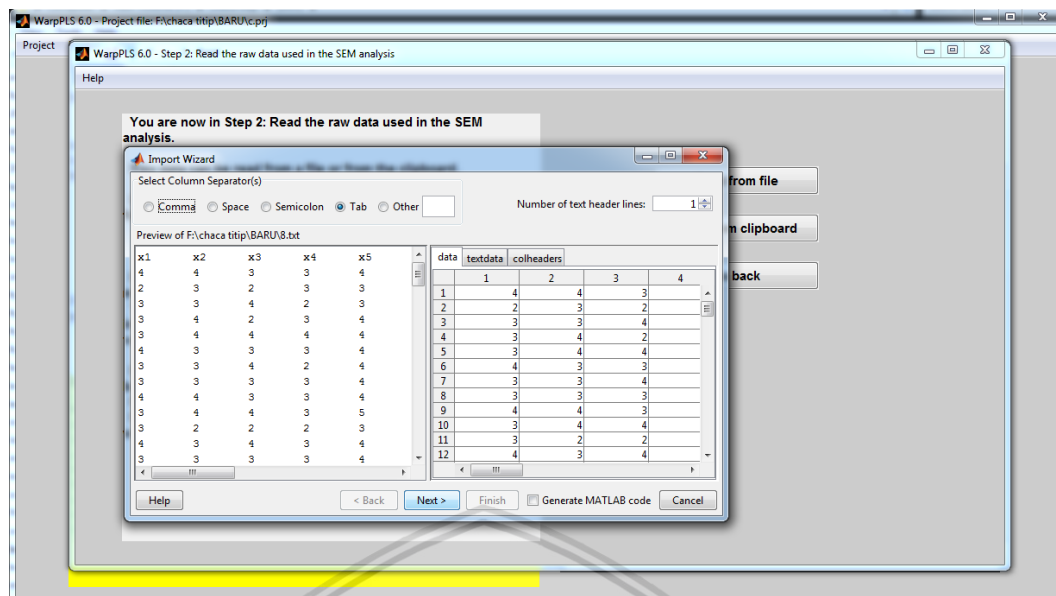 WarpPLS 6.0 - Project file: F:\chaca titip\BARU\c.prj
Project
WarpPLS 6.0 - Step 2: Read the raw data used in the SEM analysis
Help
You are now in Step 2: Read the raw data used in the SEM
analysis.
Import Wizard
Select Column Separator(s)
Comma Space Semicolon Tab Other
Number of text header lines: 1
from file
m clipboard
back
Preview of F:\chaca titip\BARU\8.txt
x1 x2 x3 x4 x5
4 4 3 3 4
2 3 2 3 3
3 3 4 2 3
3 4 2 3 4
3 4 4 4 4
4 3 3 3 4
3 3 4 2 4
3 3 3 3 4
4 4 3 3 4
3 4 4 3 5
3 2 2 2 3
4 3 4 3 4
3 3 3 3 4
data textdata colheaders
1 2 3 4
1 4 4 3
2 2 3 2
3 3 3 4
4 3 4 2
5 3 4 4
6 4 3 3
7 3 3 4
8 3 3 3
9 4 4 3
10 3 4 4
11 3 2 2
12 4 3 4
Help
< Back
Next >
Finish
Generate MATLAB code
Cancel